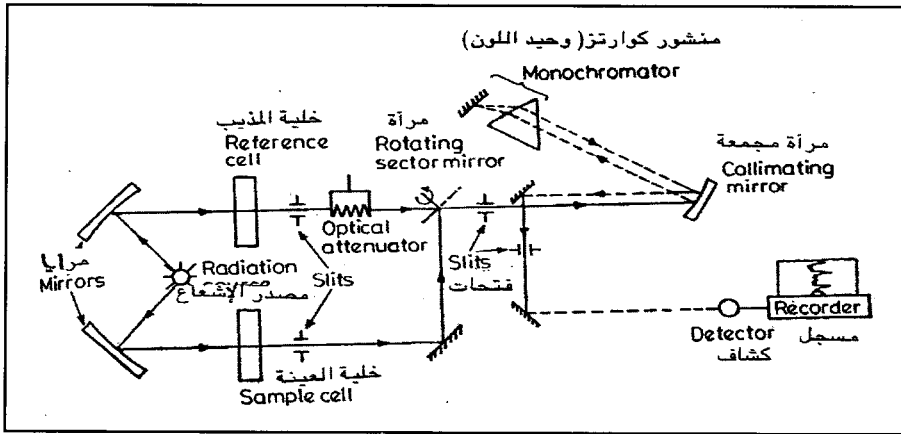 منشور كوارتز( وحيد اللون)
Monochromator
خلية المذيب
Reference
cell
مرآة
Rotating
sector mirror
مرآة مجمعة
Collimating
mirror
Optical
attenuator
مرايا
Mirrors
Radiation
مصدر الإشعاع
Slits
Slits
فتحات
خلية العينة
Sample cell
Detector
كشاف
Recorder
مسجل